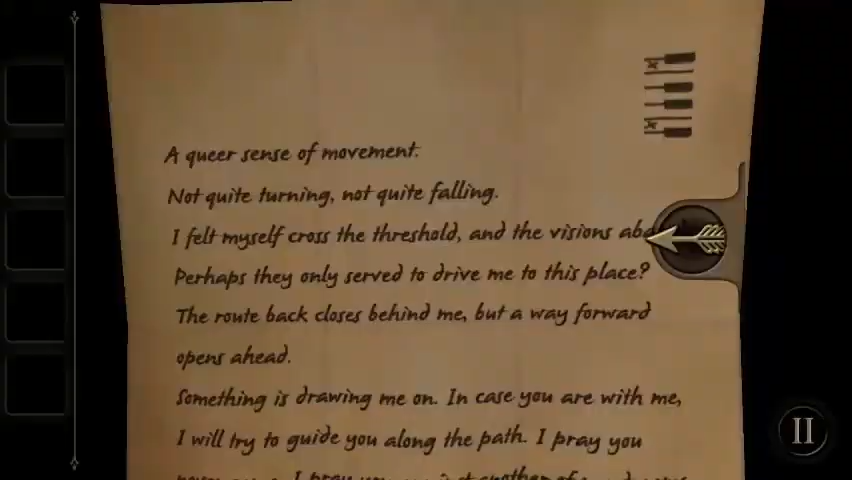 A queer sense of movement.
Not quite turning, not quite falling.
I felt myself cross the threshold, and the visions
Perhaps they only served to drive me to this place?
The route back closes behind me, but a way forward
opens ahead.
Something is drawing me on. In case you are with me,
I will try to guide you along the path. I pray you